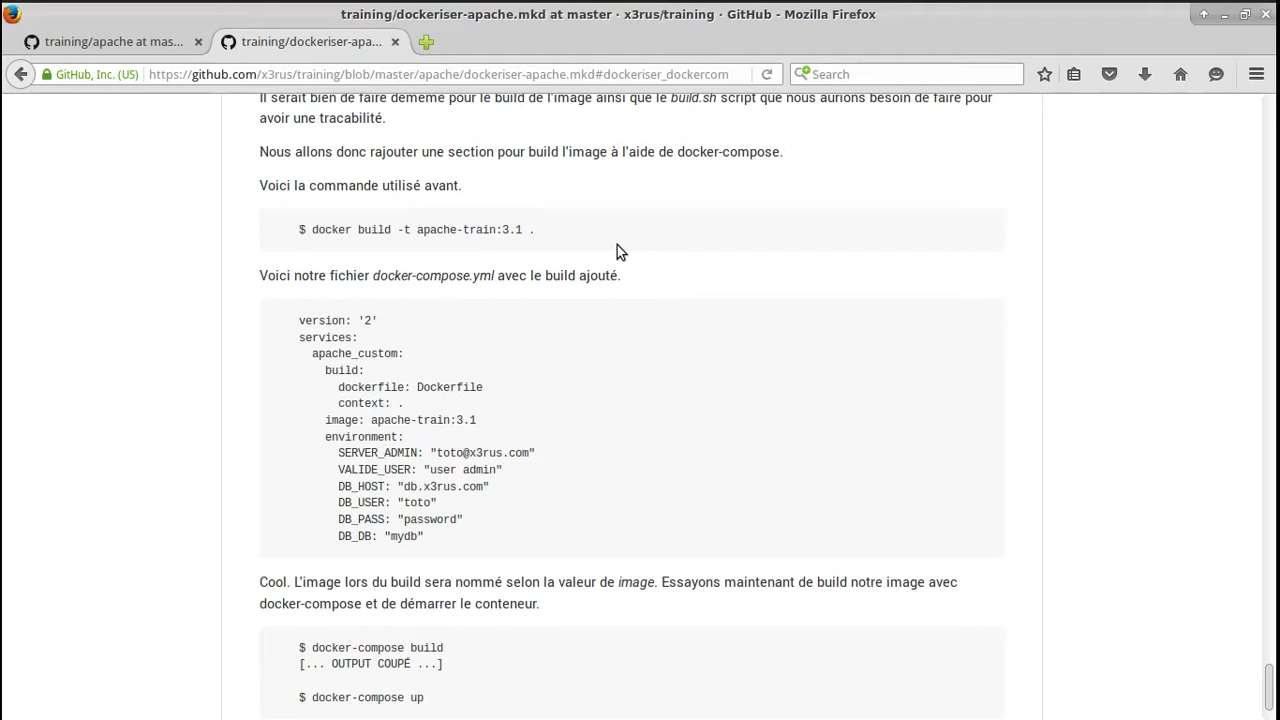 training/dockeriser-apache.mkd at master · x3rus/training · GitHub - Mozilla Firefox
training/apache at mas...
training/dockeriser-apa...
GitHub, Inc. (US)
https://github.com/x3rus/training/blob/master/apache/dockeriser-apache.mkd#dockeriser_dockercom
Search
Il serait bien de faire demême pour le build de l'image ainsi que le build.sh script que nous aurions besoin de faire pour
avoir une tracabilité.
Nous allons donc rajouter une section pour build l'image à l'aide de docker-compose.
Voici la commande utilisé avant.
$ docker build -t apache-train:3.1 .
Voici notre fichier docker-compose.yml avec le build ajouté.
version: '2'
services:
apache_custom:
build:
dockerfile: Dockerfile
context: .
image: apache-train:3.1
environment:
SERVER_ADMIN: "toto@x3rus.com"
VALIDE_USER: "user admin"
DB_HOST: "db.x3rus.com"
DB_USER: "toto"
DB_PASS: "password"
DB_DB: "mydb"
Cool. L'image lors du build sera nommé selon la valeur de image. Essayons maintenant de build notre image avec
docker-compose et de démarrer le conteneur.
$ docker-compose build
[... OUTPUT COUPÉ ...]
$ docker-compose up